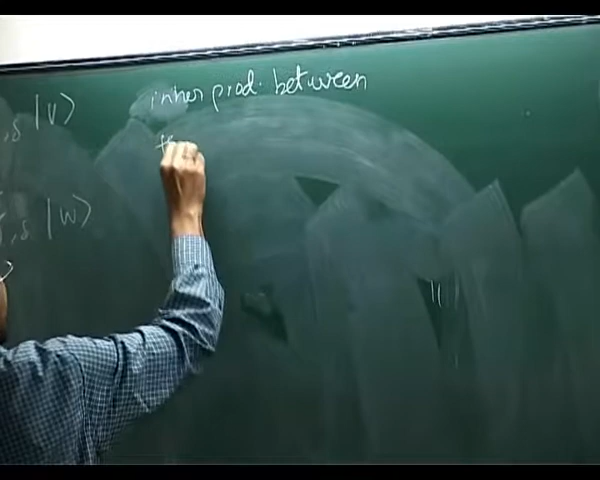 inner prod. between
s |v⟩
s |w⟩